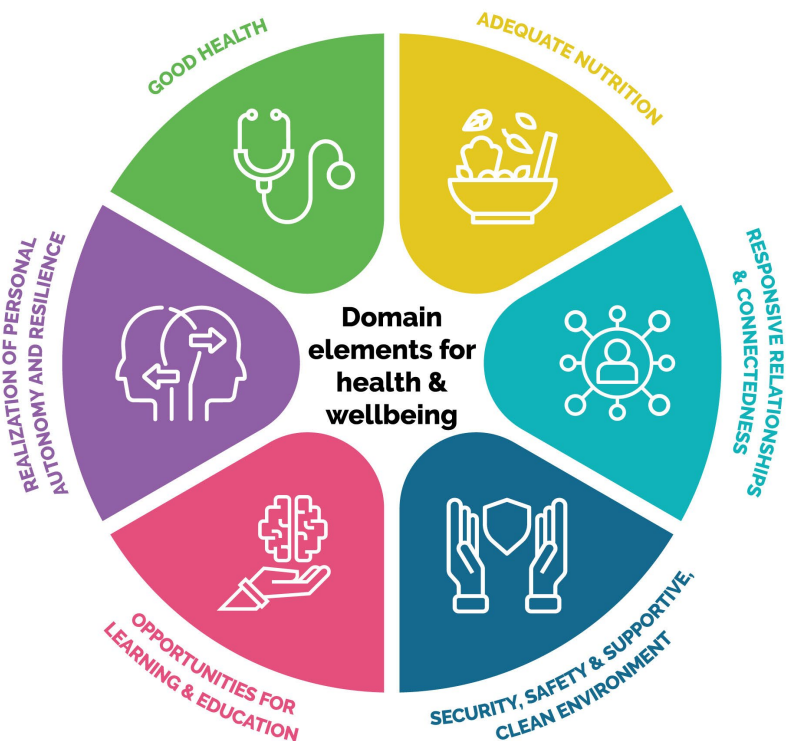 GOOD HEALTH
ADEQUATE NUTRITION
RESPONSIVE RELATIONSHIPS
& CONNECTEDNESS
SECURITY, SAFETY & SUPPORTIVE,
CLEAN ENVIRONMENT
OPPORTUNITIES FOR
LEARNING & EDUCATION
REALIZATION OF PERSONAL
AUTONOMY AND RESILIENCE
Domain
elements for
health &
wellbeing